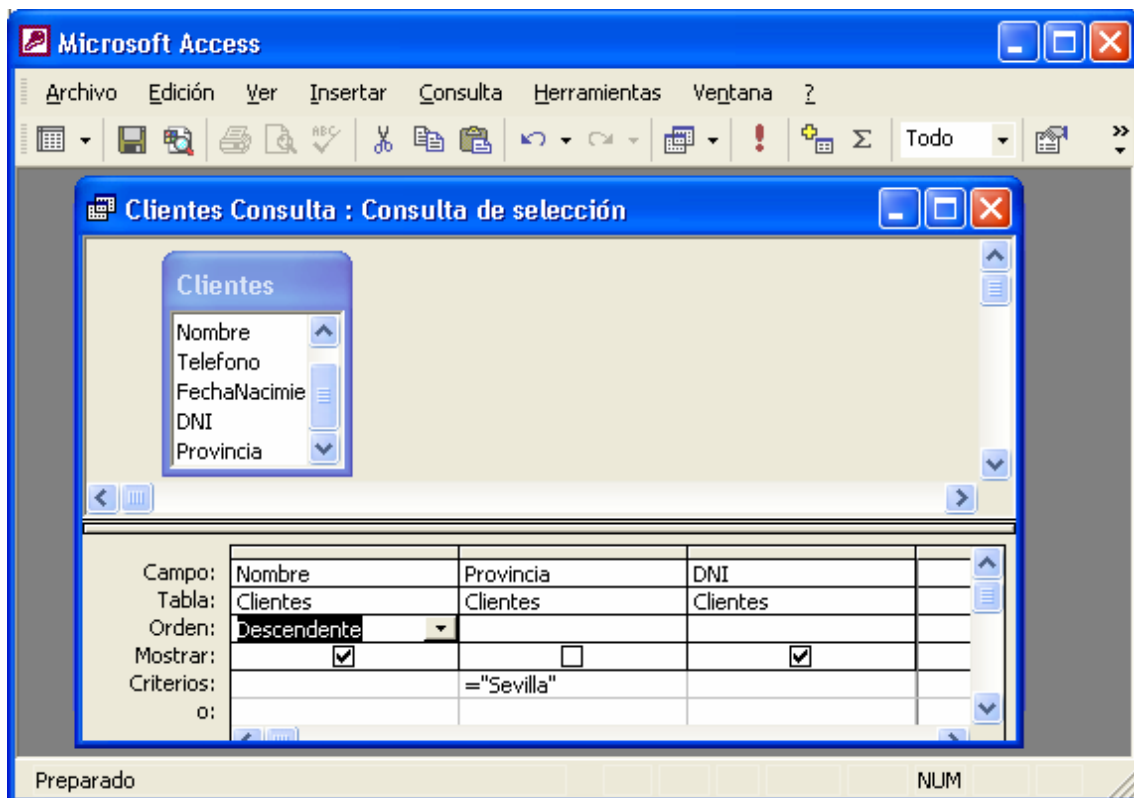 Microsoft Access
Archivo Edición Ver Insertar Consulta Herramientas Ventana ?
ABC Σ Todo
Clientes Consulta : Consulta de selección
Clientes
Nombre
Telefono
FechaNacimie
DNI
Provincia
Campo: Nombre Provincia DNI
Tabla: Clientes Clientes Clientes
Orden: Descendente
Mostrar:
Criterios: ="Sevilla"
o:
Preparado NUM